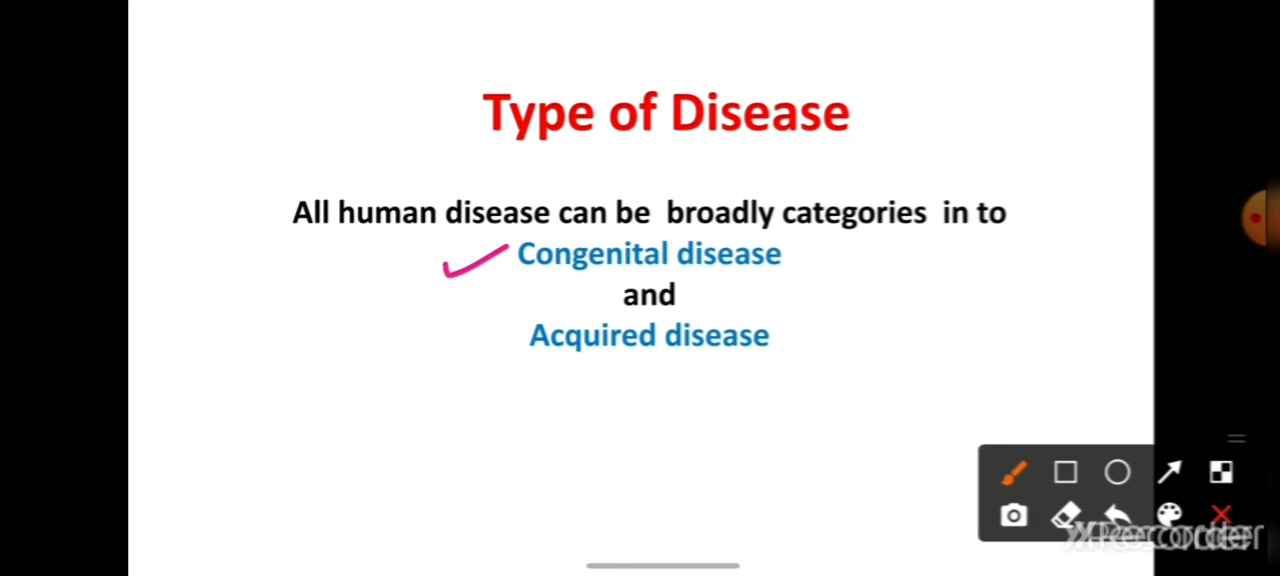 Type of Disease
All human disease can be broadly categories in to
Congenital disease
and
Acquired disease
XRecorder